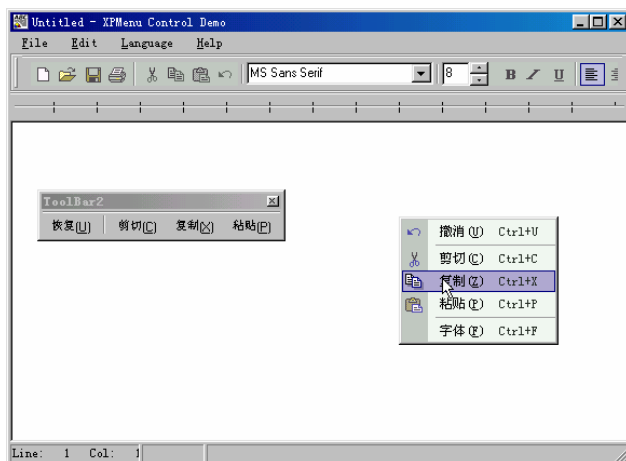 Untitled - XPMenu Control Demo
File Edit Language Help
MS Sans Serif 8 B I U
ToolBar2
恢复(U) 剪切(C) 复制(X) 粘贴(P)
撤消(U) Ctrl+U
剪切(C) Ctrl+C
复制(Z) Ctrl+X
粘贴(P) Ctrl+P
字体(F) Ctrl+F
Line: 1 Col: 1